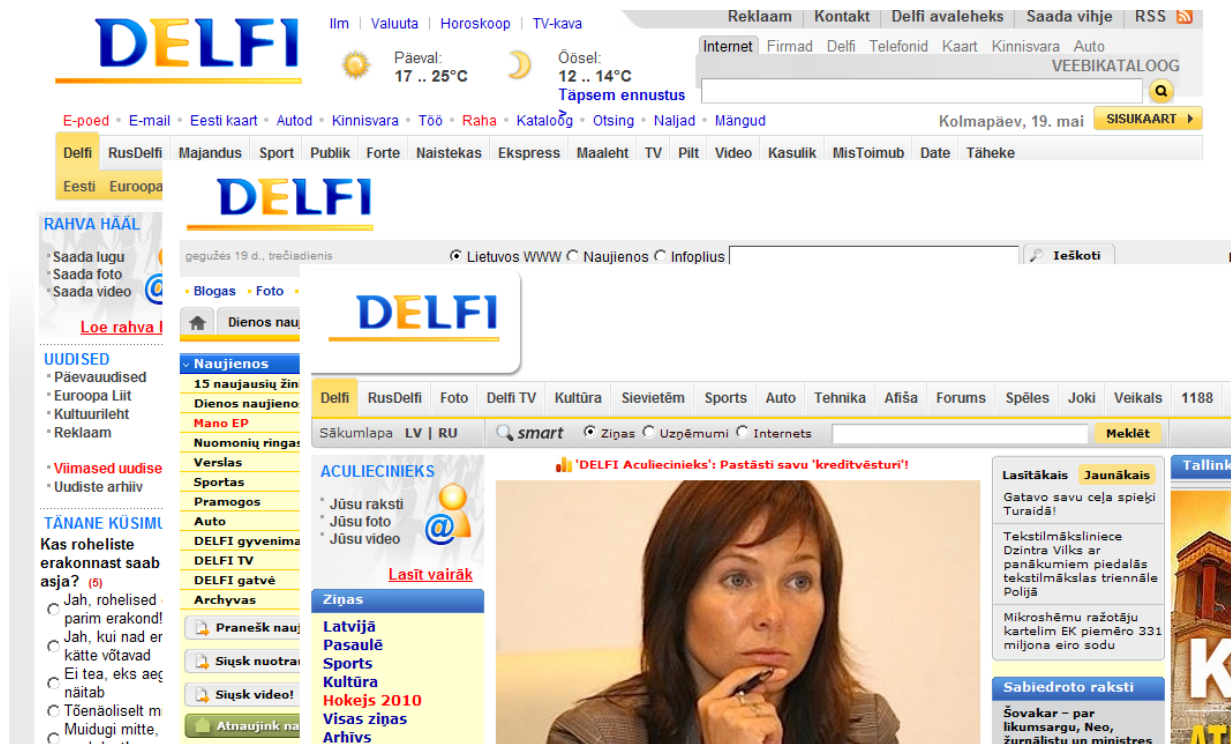 DELFI
Ilm | Valuuta | Horoskoop | TV-kava
Reklaam | Kontakt | Delfi avaleheks | Saada vihje | RSS
Päeval:
17 .. 25°C
Öösel:
12 .. 14°C
Täpsem ennustus
>
Internet Firmad Delfi Telefonid Kaart Kinnisvara Auto
VEEBIKATALOOG
E-poed • E-mail • Eesti kaart • Autod • Kinnisvara • Töö • Raha • Kataloog • Otsing • Naljad • Mängud
Kolmapäev, 19. mai
SISUKAART
Delfi RusDelfi Majandus Sport Publik Forte Naistekas Ekspress Maaleht TV Pilt Video Kasulik MisToimub Date Täheke
Eesti Euroopa
RAHVA HÄÄL
Saada lugu
Saada foto
Saada video
Loe rahva
UUDISED
Päevauudised
Euroopa Liit
Kultuurileht
Reklaam
Viimased uudise
Uudiste arhiiv
TÄNANE KÜSIMU
Kas roheliste
erakonnast saab
asja? (5)
Jah, rohelised
parim erakond!
Jah, kui nad er
kätte võtavad
Ei tea, eks aeg
näitab
Tõenäoliselt m
Muidugi mitte,
DELFI
gegužės 19 d., trečiadienis
Lietuvos WWW Naujienos Infoplius
Ieškoti
Blogas • Foto
Dienos nauj
Naujienos
15 naujausių žini
Dienos naujieno
Mano EP
Nuomonių ringas
Verslas
Sportas
Pramogos
Auto
DELFI gyvenima
DELFI TV
DELFI gatvė
Archyvas
Pranešk nauj
Siųsk nuotrau
Siųsk video!
Atnaujink na
DELFI
Delfi RusDelfi Foto Delfi TV Kultūra Sievietēm Sports Auto Tehnika Afiša Forums Spēles Joki Veikals 1188
Sākumlapa LV | RU
smart Ziņas Uzņēmumi Internets
Meklēt
ACULIECINIEKS
Jūsu raksti
Jūsu foto
Jūsu video
Lasīt vairāk
Ziņas
Latvijā
Pasaulē
Sports
Kultūra
Hokejs 2010
Visas ziņas
Arhīvs
'DELFI Aculiecinieks': Pastāsti savu 'kredītvēsturi'!
Lasītākais Jaunākais
Gatavo savu ceļa spieķi
Turaidā!
Tekstilmāksliniece
Dzintra Vilks ar
panākumiem piedalās
tekstilmākslas triennāle
Polijā
Mikroshēmu ražotāju
kartelim EK piemēro 331
miljona eiro sodu
Sabiedroto raksti
Šovakar – par
likumsargu, Neo,
žurnālistu un ministres
Tallink
K
AT